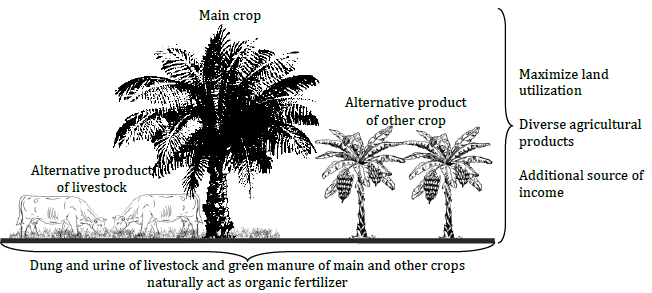 Main crop
Alternative product
of other crop
Alternative product
of livestock
Maximize land
utilization
Diverse agricultural
products
Additional source of
income
Dung and urine of livestock and green manure of main and other crops
naturally act as organic fertilizer